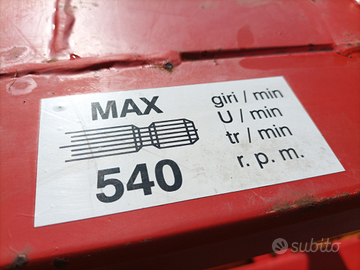 MAX
540
giri / min
U / min
tr / min
r. p. m.
subito